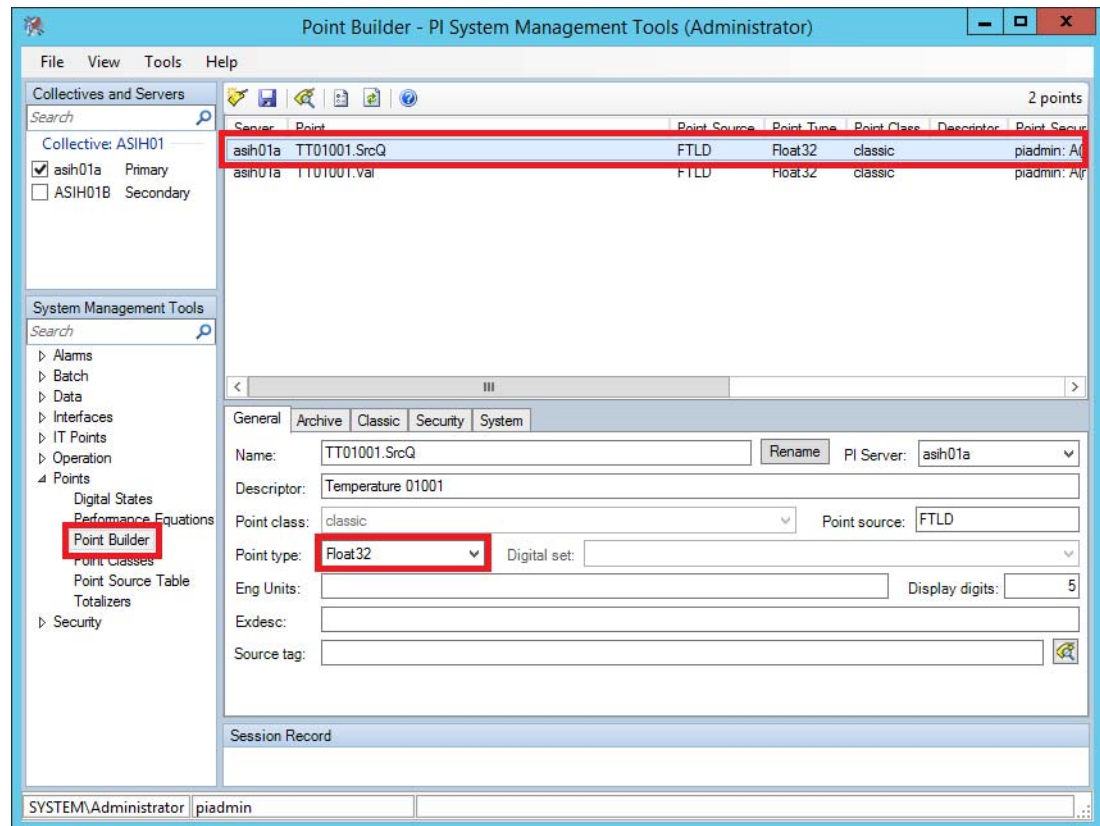 Point Builder - PI System Management Tools (Administrator)
File View Tools Help
Collectives and Servers
Search
Collective: ASIH01
asih01a Primary
ASIH01B Secondary
System Management Tools
Search
Alarms
Batch
Data
Interfaces
IT Points
Operation
Points
Digital States
Performance Equations
Point Builder
Point Classes
Point Source Table
Totalizers
Security
2 points
Server Point Point Source Point Type Point Class Descriptor Point Secur
asih01a TT01001.SrcQ FTLD Float32 classic piadmin: A(
asih01a TT01001.Val FTLD Float32 classic piadmin: A(r
General Archive Classic Security System
Name: TT01001.SrcQ Rename PI Server: asih01a
Descriptor: Temperature 01001
Point class: classic Point source: FTLD
Point type: Float32 Digital set:
Eng Units: Display digits: 5
Exdesc:
Source tag:
Session Record
SYSTEM\Administrator piadmin